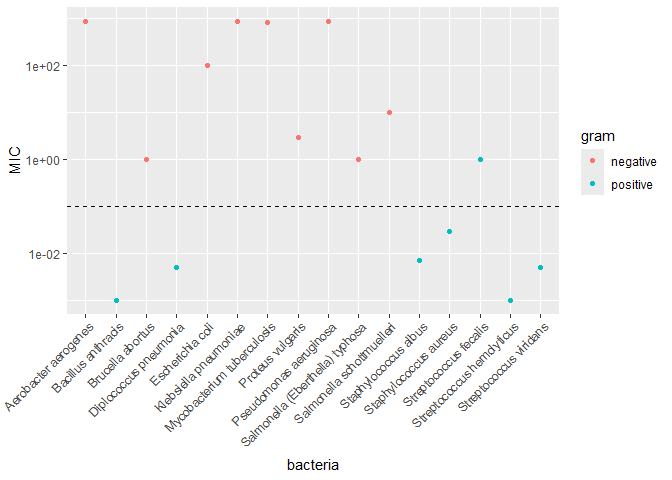 1e+02
1e+00
1e-02
MIC
Aerobacter aerogenes
Bacillus anthracis
Brucella abortus
Diplococcus pneumonia
Escherichia coli
Klebsiella pneumoniae
Mycobacterium tuberculosis
Proteus vulgaris
Pseudomonas aeruginosa
Salmonella (Eberthella) typhosa
Salmonella schottmuelleri
Staphylococcus albus
Staphylococcus aureus
Streptococcus fecalis
Streptococcus hemolyticus
Streptococcus viridans
bacteria
gram
negative
positive